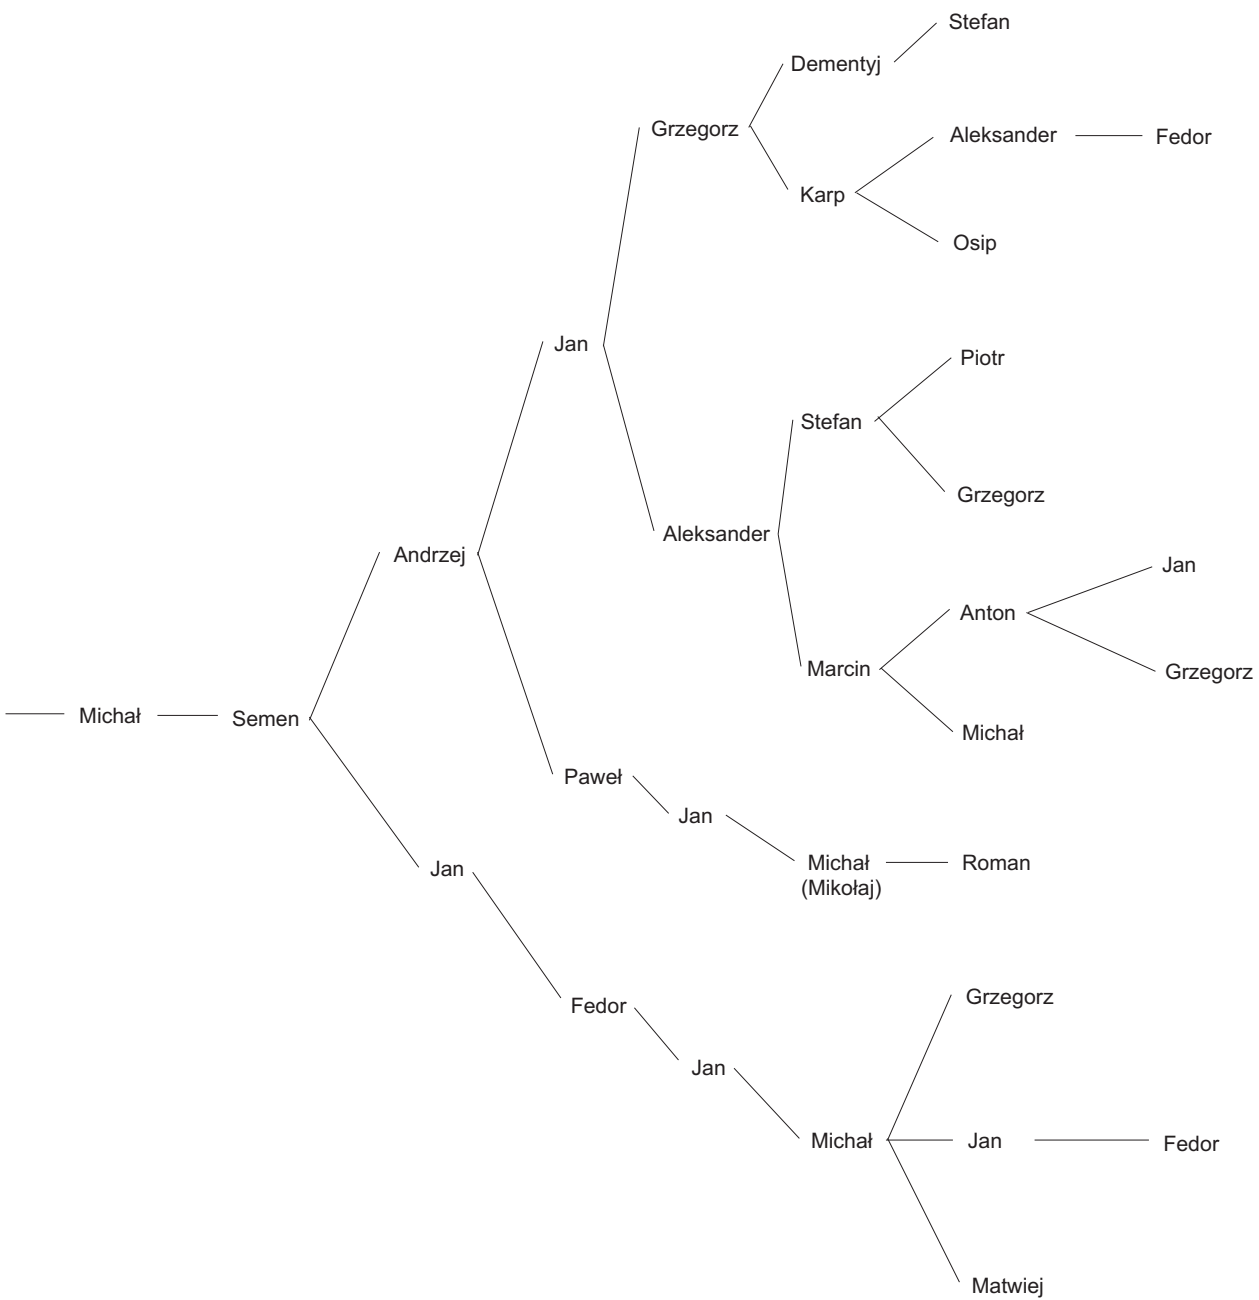 Stefan
Dementyj
Grzegorz
Aleksander
Fedor
Karp
Osip
Jan
Piotr
Stefan
Grzegorz
Aleksander
Andrzej
Jan
Anton
Marcin
Grzegorz
Michał
Semen
Michał
Paweł
Jan
Michał
(Mikołaj)
Roman
Jan
Grzegorz
Fedor
Jan
Michał
Jan
Fedor
Matwiej